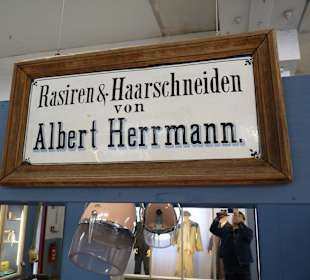 Rasiren & Haarschneiden
von
Albert Herrmann.